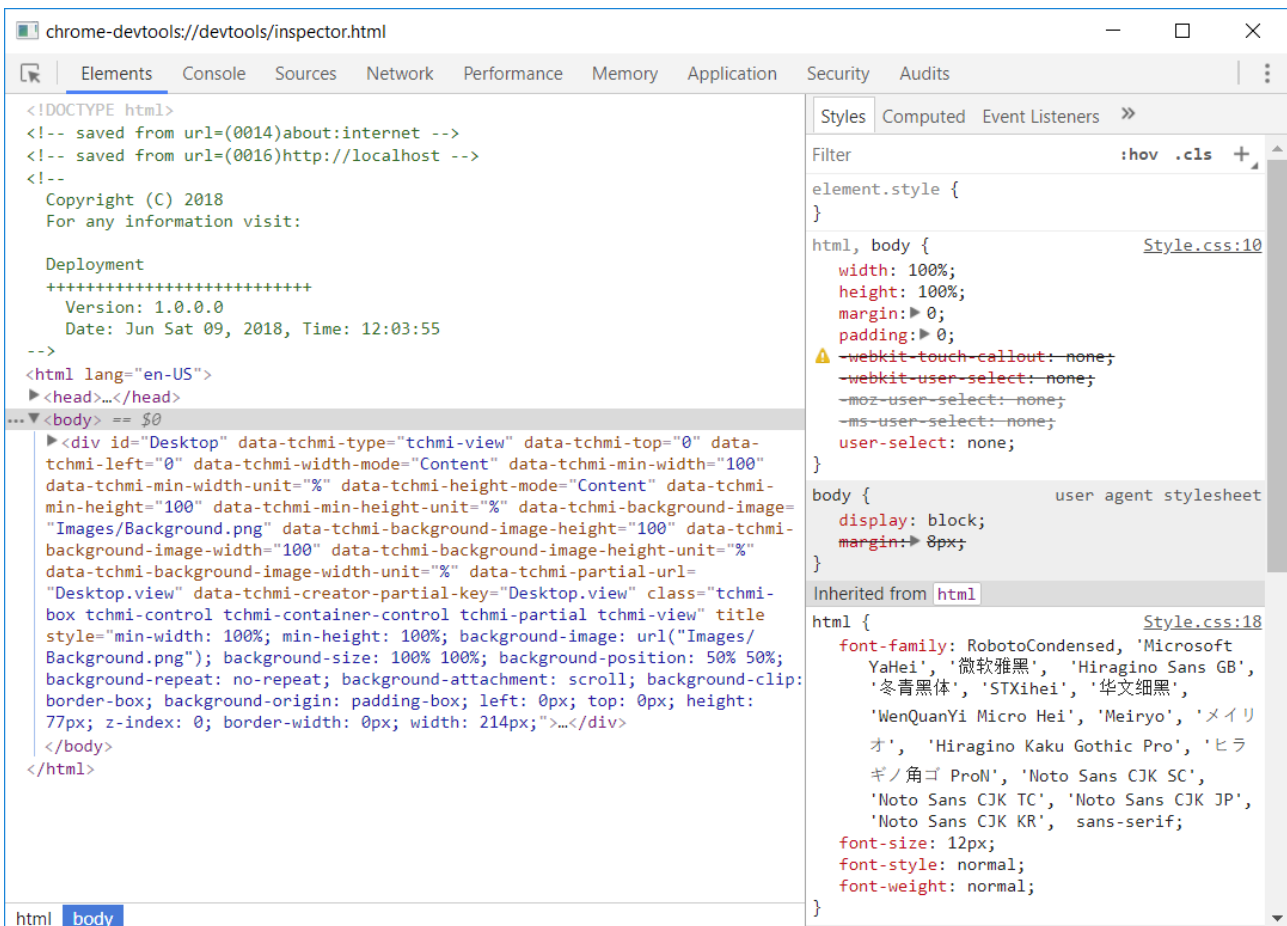 chrome-devtools://devtools/inspector.html
Elements Console Sources Network Performance Memory Application Security Audits
<!DOCTYPE html>
<!-- saved from url=(0014)about:internet -->
<!-- saved from url=(0016)http://localhost -->
<!--
Copyright (C) 2018
For any information visit:
Deployment
+++++++++++++++++++++++++++
Version: 1.0.0.0
Date: Jun Sat 09, 2018, Time: 12:03:55
-->
<html lang="en-US">
▶<head>…</head>
…▼<body> == $0
▶<div id="Desktop" data-tchmi-type="tchmi-view" data-tchmi-top="0" data-
tchmi-left="0" data-tchmi-width-mode="Content" data-tchmi-min-width="100"
data-tchmi-min-width-unit="%" data-tchmi-height-mode="Content" data-tchmi-
min-height="100" data-tchmi-min-height-unit="%" data-tchmi-background-image=
"Images/Background.png" data-tchmi-background-image-height="100" data-tchmi-
background-image-width="100" data-tchmi-background-image-height-unit="%"
data-tchmi-background-image-width-unit="%" data-tchmi-partial-url=
"Desktop.view" data-tchmi-creator-partial-key="Desktop.view" class="tchmi-
box tchmi-control tchmi-container-control tchmi-partial tchmi-view" title
style="min-width: 100%; min-height: 100%; background-image: url("Images/
Background.png"); background-size: 100% 100%; background-position: 50% 50%;
background-repeat: no-repeat; background-attachment: scroll; background-clip:
border-box; background-origin: padding-box; left: 0px; top: 0px; height:
77px; z-index: 0; border-width: 0px; width: 214px;">…</div>
</body>
</html>
html body
Styles Computed Event Listeners »
Filter :hov .cls +
element.style {
}
html, body { Style.css:10
width: 100%;
height: 100%;
margin:▶ 0;
padding:▶ 0;
-webkit-touch-callout: none;
-webkit-user-select: none;
-moz-user-select: none;
-ms-user-select: none;
user-select: none;
}
body { user agent stylesheet
display: block;
margin:▶ 8px;
}
Inherited from html
html { Style.css:18
font-family: RobotoCondensed, 'Microsoft
YaHei', '微软雅黑', 'Hiragino Sans GB',
'冬青黑体', 'STXihei', '华文细黑',
'WenQuanYi Micro Hei', 'Meiryo', 'メイリ
オ', 'Hiragino Kaku Gothic Pro', 'ヒラ
ギノ角ゴ ProN', 'Noto Sans CJK SC',
'Noto Sans CJK TC', 'Noto Sans CJK JP',
'Noto Sans CJK KR', sans-serif;
font-size: 12px;
font-style: normal;
font-weight: normal;
}